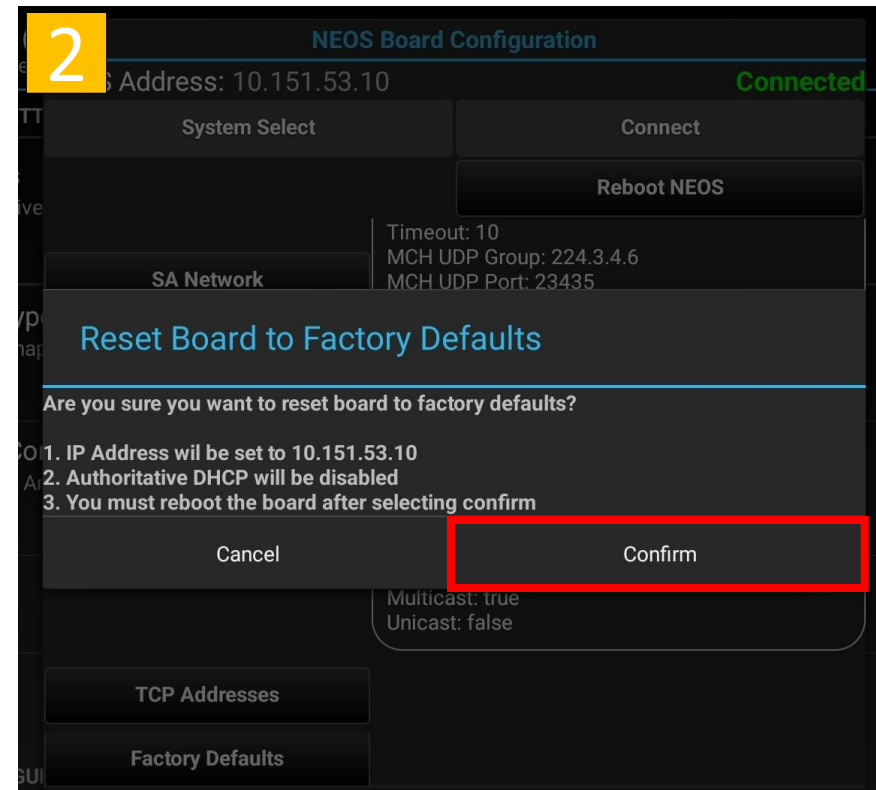 2
NEOS Board Configuration
Address: 10.151.53.10
Connected
TT
System Select
Connect
Reboot NEOS
ive
Timeout: 10
MCH UDP Group: 224.3.4.6
SA Network
MCH UDP Port: 23435
Reset Board to Factory Defaults
Are you sure you want to reset board to factory defaults?
1. IP Address wil be set to 10.151.53.10
2. Authoritative DHCP will be disabled
3. You must reboot the board after selecting confirm
Cancel
Confirm
Multicast: true
Unicast: false
TCP Addresses
Factory Defaults